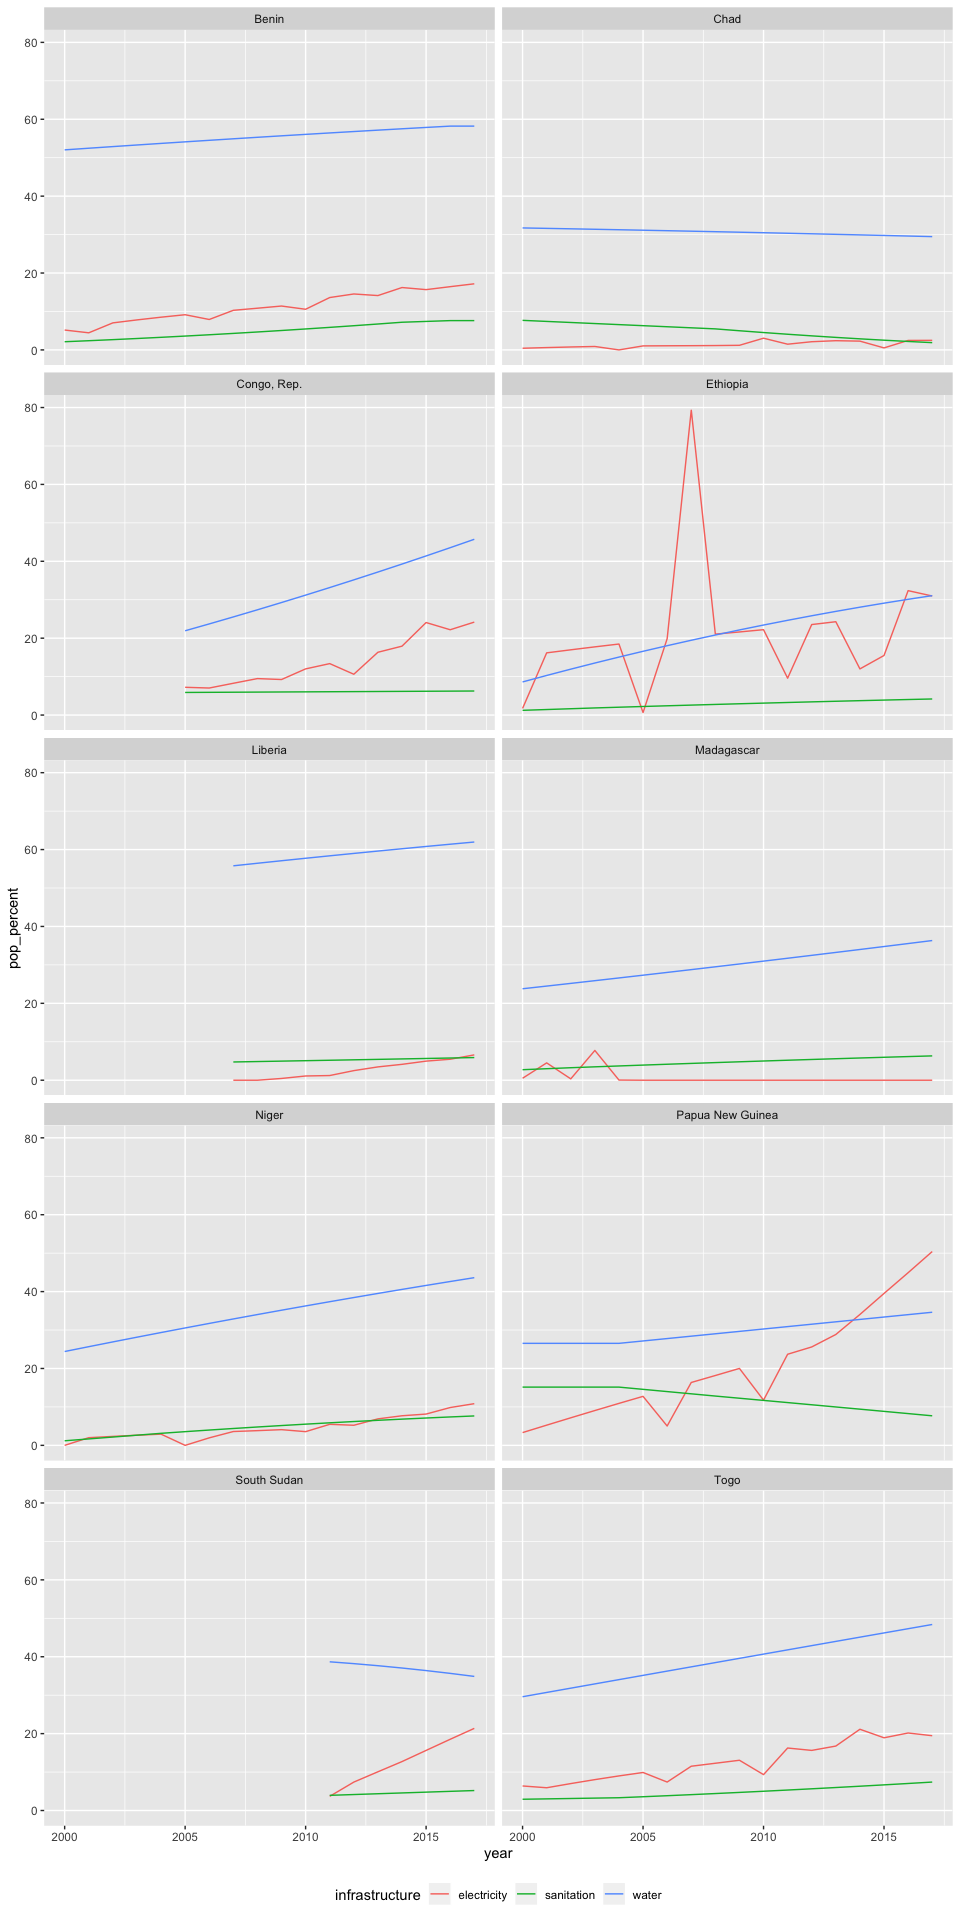 Benin Chad
80
60
40
20
0
Congo, Rep. Ethiopia
80
60
40
20
0
Liberia Madagascar
80
60
40
20
0
pop_percent
Niger Papua New Guinea
80
60
40
20
0
South Sudan Togo
80
60
40
20
0
2000 2005 2010 2015 2000 2005 2010 2015
year
infrastructure electricity sanitation water